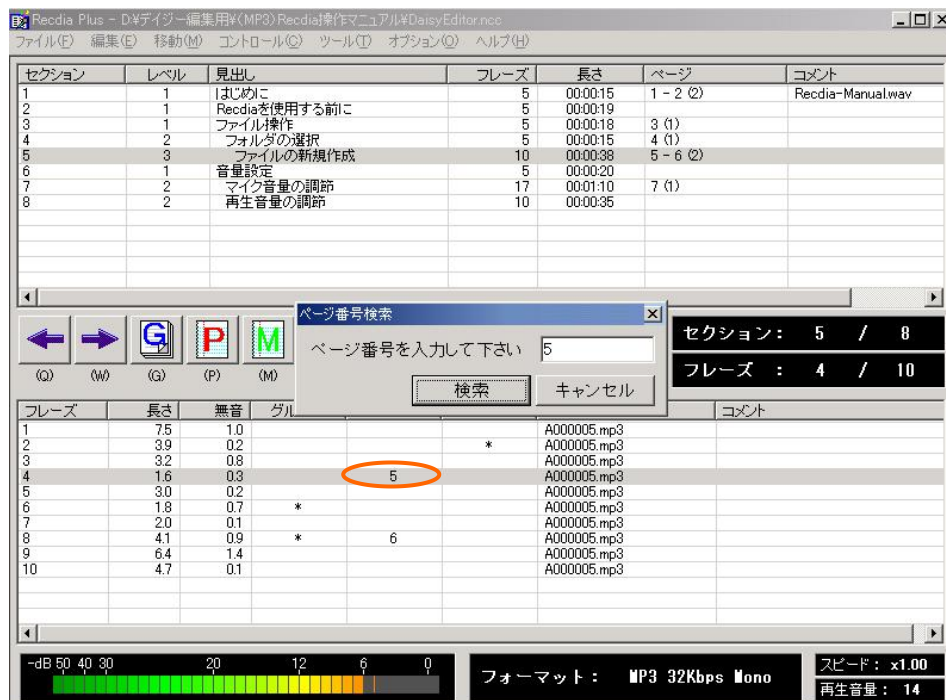 Recdia Plus - D:¥デイジー編集用¥(MP3)Recdia操作マニュアル¥DaisyEditor.ncc
ファイル(F) 編集(E) 移動(M) コントロール(C) ツール(T) オプション(O) ヘルプ(H)
セクション レベル 見出し フレーズ 長さ ページ コメント
1 1 はじめに 5 00:00:15 1 - 2 (2) Recdia-Manual.wav
2 1 Recdiaを使用する前に 5 00:00:19
3 1 ファイル操作 5 00:00:18 3 (1)
4 2 フォルダの選択 5 00:00:15 4 (1)
5 3 ファイルの新規作成 10 00:00:38 5 - 6 (2)
6 1 音量設定 5 00:00:20
7 2 マイク音量の調節 17 00:01:10 7 (1)
8 2 再生音量の調節 10 00:00:35
ページ番号検索
ページ番号を入力して下さい 5
検索 キャンセル
G P M
(Q) (W) (G) (P) (M)
セクション： 5 / 8
フレーズ ： 4 / 10
フレーズ 長さ 無音 グル コメント
1 7.5 1.0 A000005.mp3
2 3.9 0.2 * A000005.mp3
3 3.2 0.8 A000005.mp3
4 1.6 0.3 5 A000005.mp3
5 3.0 0.2 A000005.mp3
6 1.8 0.7 * A000005.mp3
7 2.0 0.1 A000005.mp3
8 4.1 0.9 * 6 A000005.mp3
9 6.4 1.4 A000005.mp3
10 4.7 0.1 A000005.mp3
-dB 50 40 30 20 12 6 0
フォーマット： MP3 32Kbps Mono
スピード： x1.00
再生音量： 14